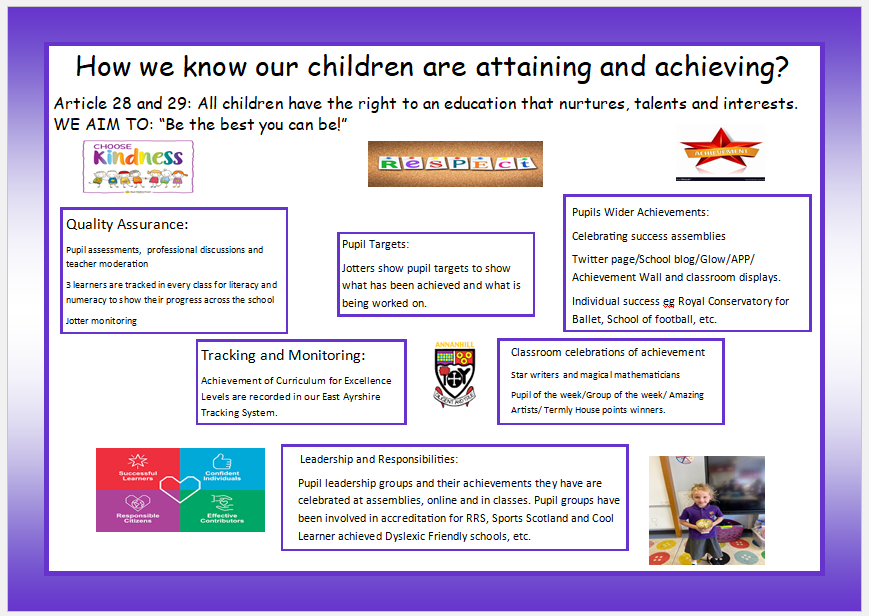 How we know our children are attaining and achieving?
Article 28 and 29: All children have the right to an education that nurtures, talents and interests.
WE AIM TO: “Be the best you can be!”
CHOOSE
Kindness
RESPECT
ACHIEVEMENT
Quality Assurance:
Pupil assessments, professional discussions and
teacher moderation
3 learners are tracked in every class for literacy and
numeracy to show their progress across the school
Jotter monitoring
Pupil Targets:
Jotters show pupil targets to show
what has been achieved and what is
being worked on.
Pupils Wider Achievements:
Celebrating success assemblies
Twitter page/School blog/Glow/APP/
Achievement Wall and classroom displays.
Individual success eg Royal Conservatory for
Ballet, School of football, etc.
Tracking and Monitoring:
Achievement of Curriculum for Excellence
Levels are recorded in our East Ayrshire
Tracking System.
ANNANHILL
Classroom celebrations of achievement
Star writers and magical mathematicians
Pupil of the week/Group of the week/ Amazing
Artists/ Termly House points winners.
Successful
Learners
Confident
Individuals
Responsible
Citizens
Effective
Contributors
Leadership and Responsibilities:
Pupil leadership groups and their achievements they have are
celebrated at assemblies, online and in classes. Pupil groups have
been involved in accreditation for RRS, Sports Scotland and Cool
Learner achieved Dyslexic Friendly schools, etc.